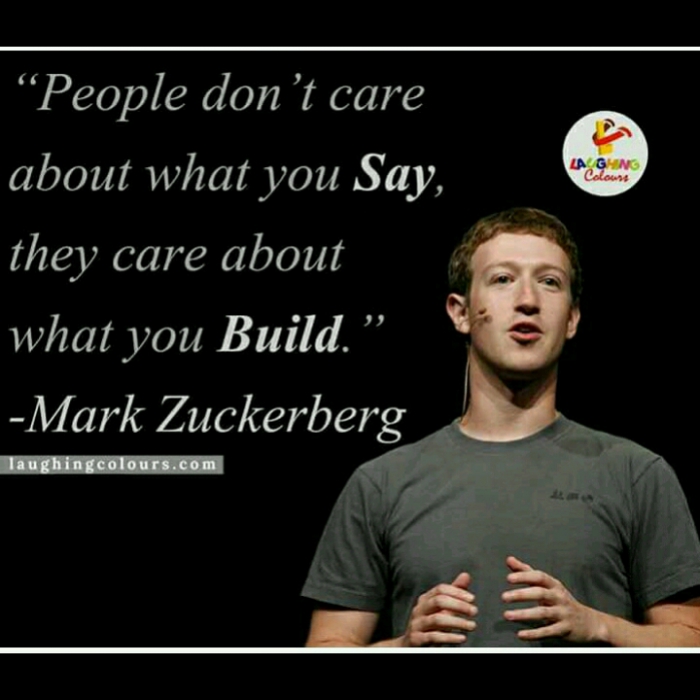 “People don’t care
about what you Say,
they care about
what you Build.”
-Mark Zuckerberg
laughingcolours.com
LAUGHING
Colours